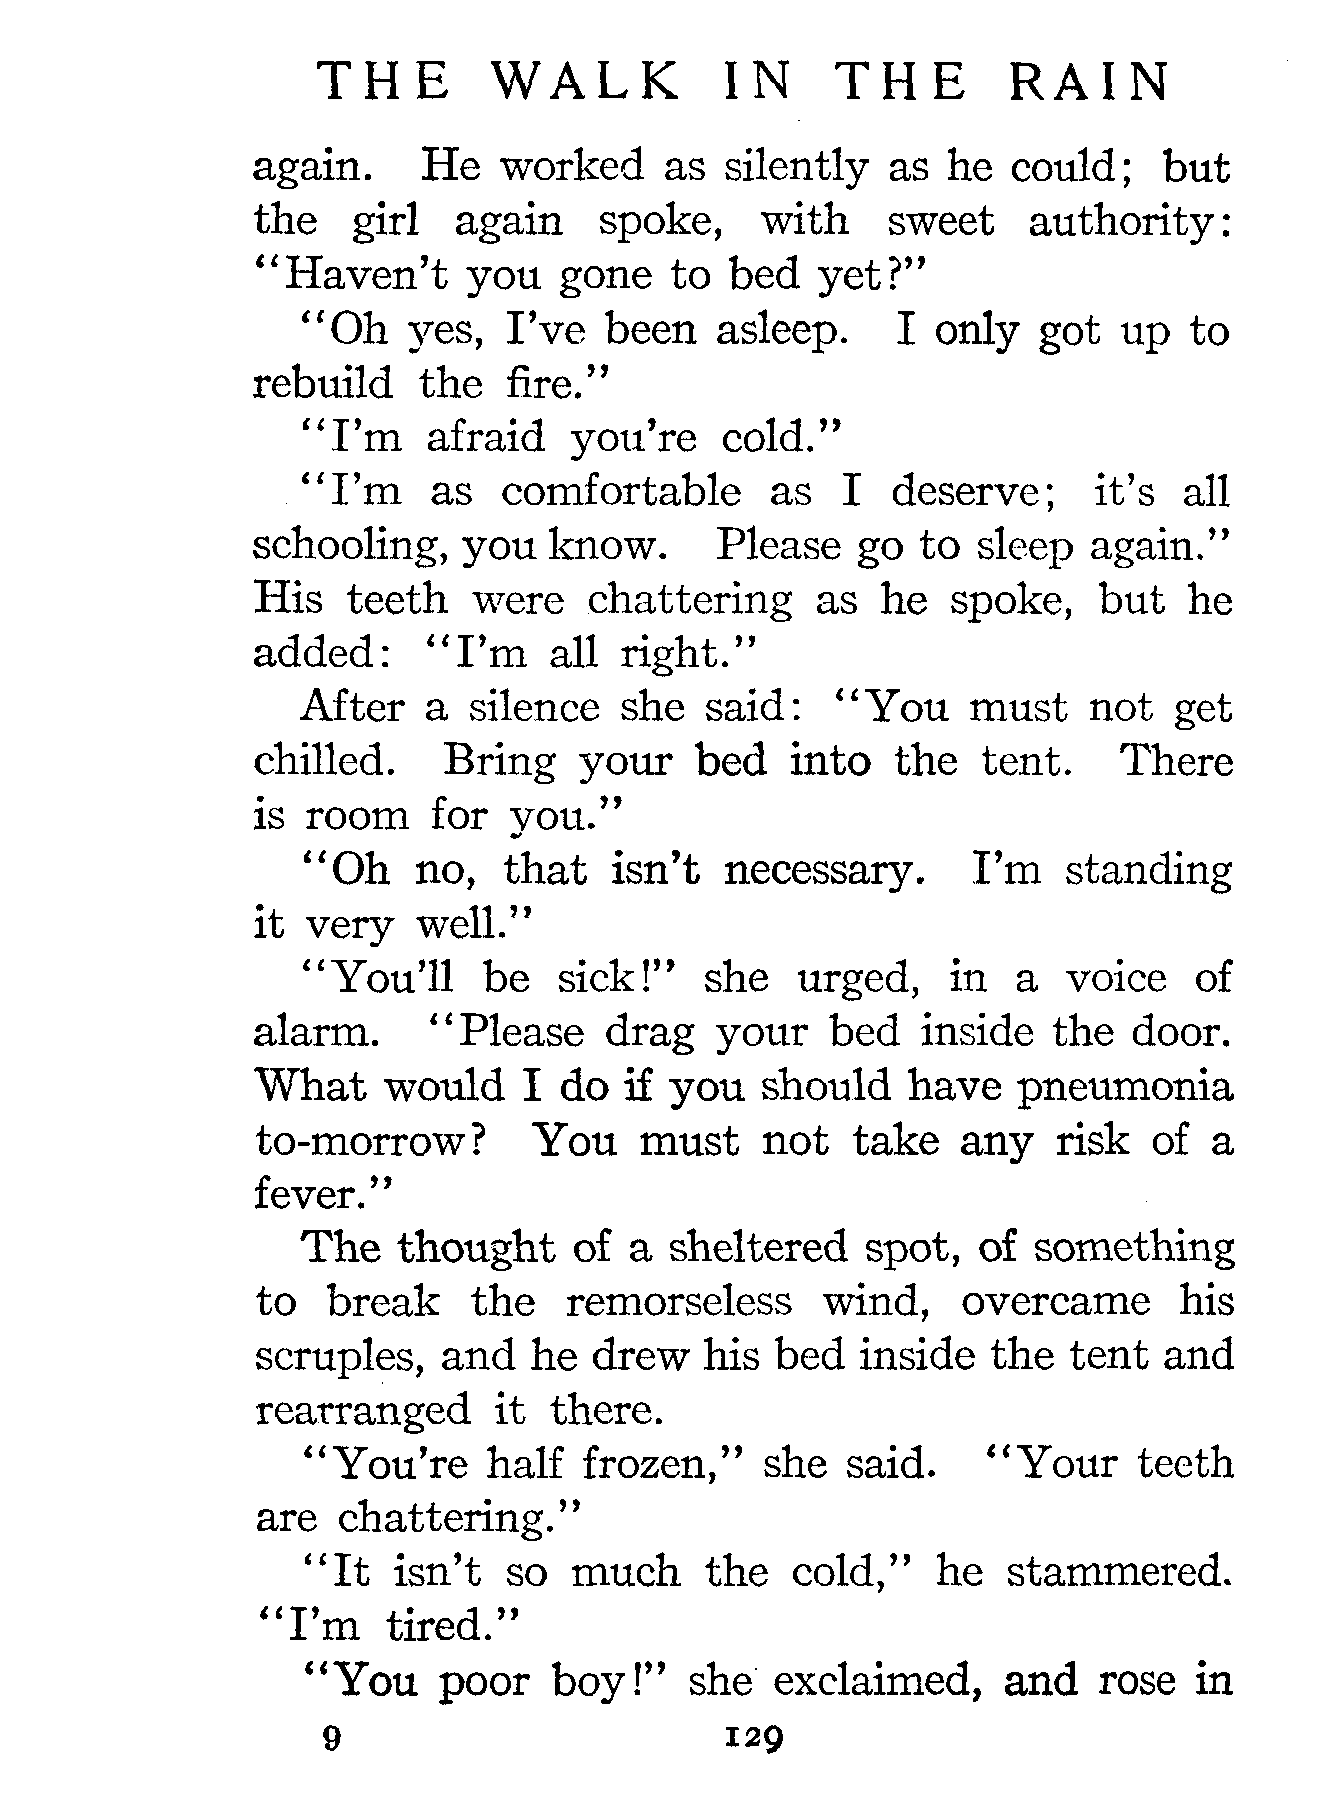 THE WALK IN THE RAIN
again. He worked as silently as he could; but
the girl again spoke, with sweet authority:
“Haven’t you gone to bed yet?”
“Oh yes, I’ve been asleep. I only got up to
rebuild the fire.”
“I’m afraid you’re cold.”
“I’m as comfortable as I deserve; it’s all
schooling, you know. Please go to sleep again.”
His teeth were chattering as he spoke, but he
added: “I’m all right.”
After a silence she said: “You must not get
chilled. Bring your bed into the tent. There
is room for you.”
“Oh no, that isn’t necessary. I’m standing
it very well.”
“You’ll be sick!” she urged, in a voice of
alarm. “Please drag your bed inside the door.
What would I do if you should have pneumonia
to-morrow? You must not take any risk of a
fever.”
The thought of a sheltered spot, of something
to break the remorseless wind, overcame his
scruples, and he drew his bed inside the tent and
rearranged it there.
“You’re half frozen,” she said. “Your teeth
are chattering.”
“It isn’t so much the cold,” he stammered.
“I’m tired.”
“You poor boy!” she exclaimed, and rose in
9 129